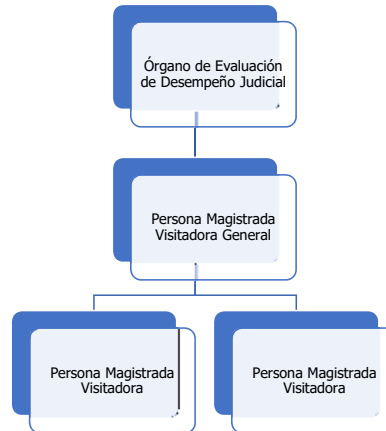 Órgano de Evaluación
de Desempeño Judicial
Persona Magistrada
Visitadora General
Persona Magistrada
Visitadora
Persona Magistrada
Visitadora